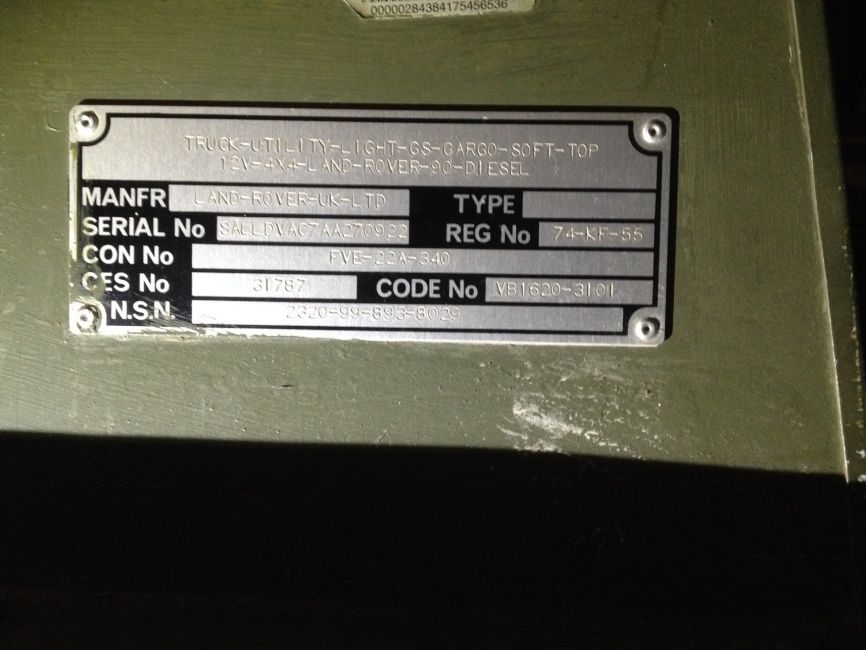 00000284384175456536
TRUCK-UTILITY-LIGHT-GS-CARGO-SOFT-TOP
12V-4X4-LAND-ROVER-90-DIESEL
MANFR LAND-ROVER-UK-LTD TYPE
SERIAL No SALLDVAC7AA270922 REG No 74-KF-55
CON No FVE-22A-340
CES No 31787 CODE No VB1620-3101
N.S.N. 2320-99-893-8029